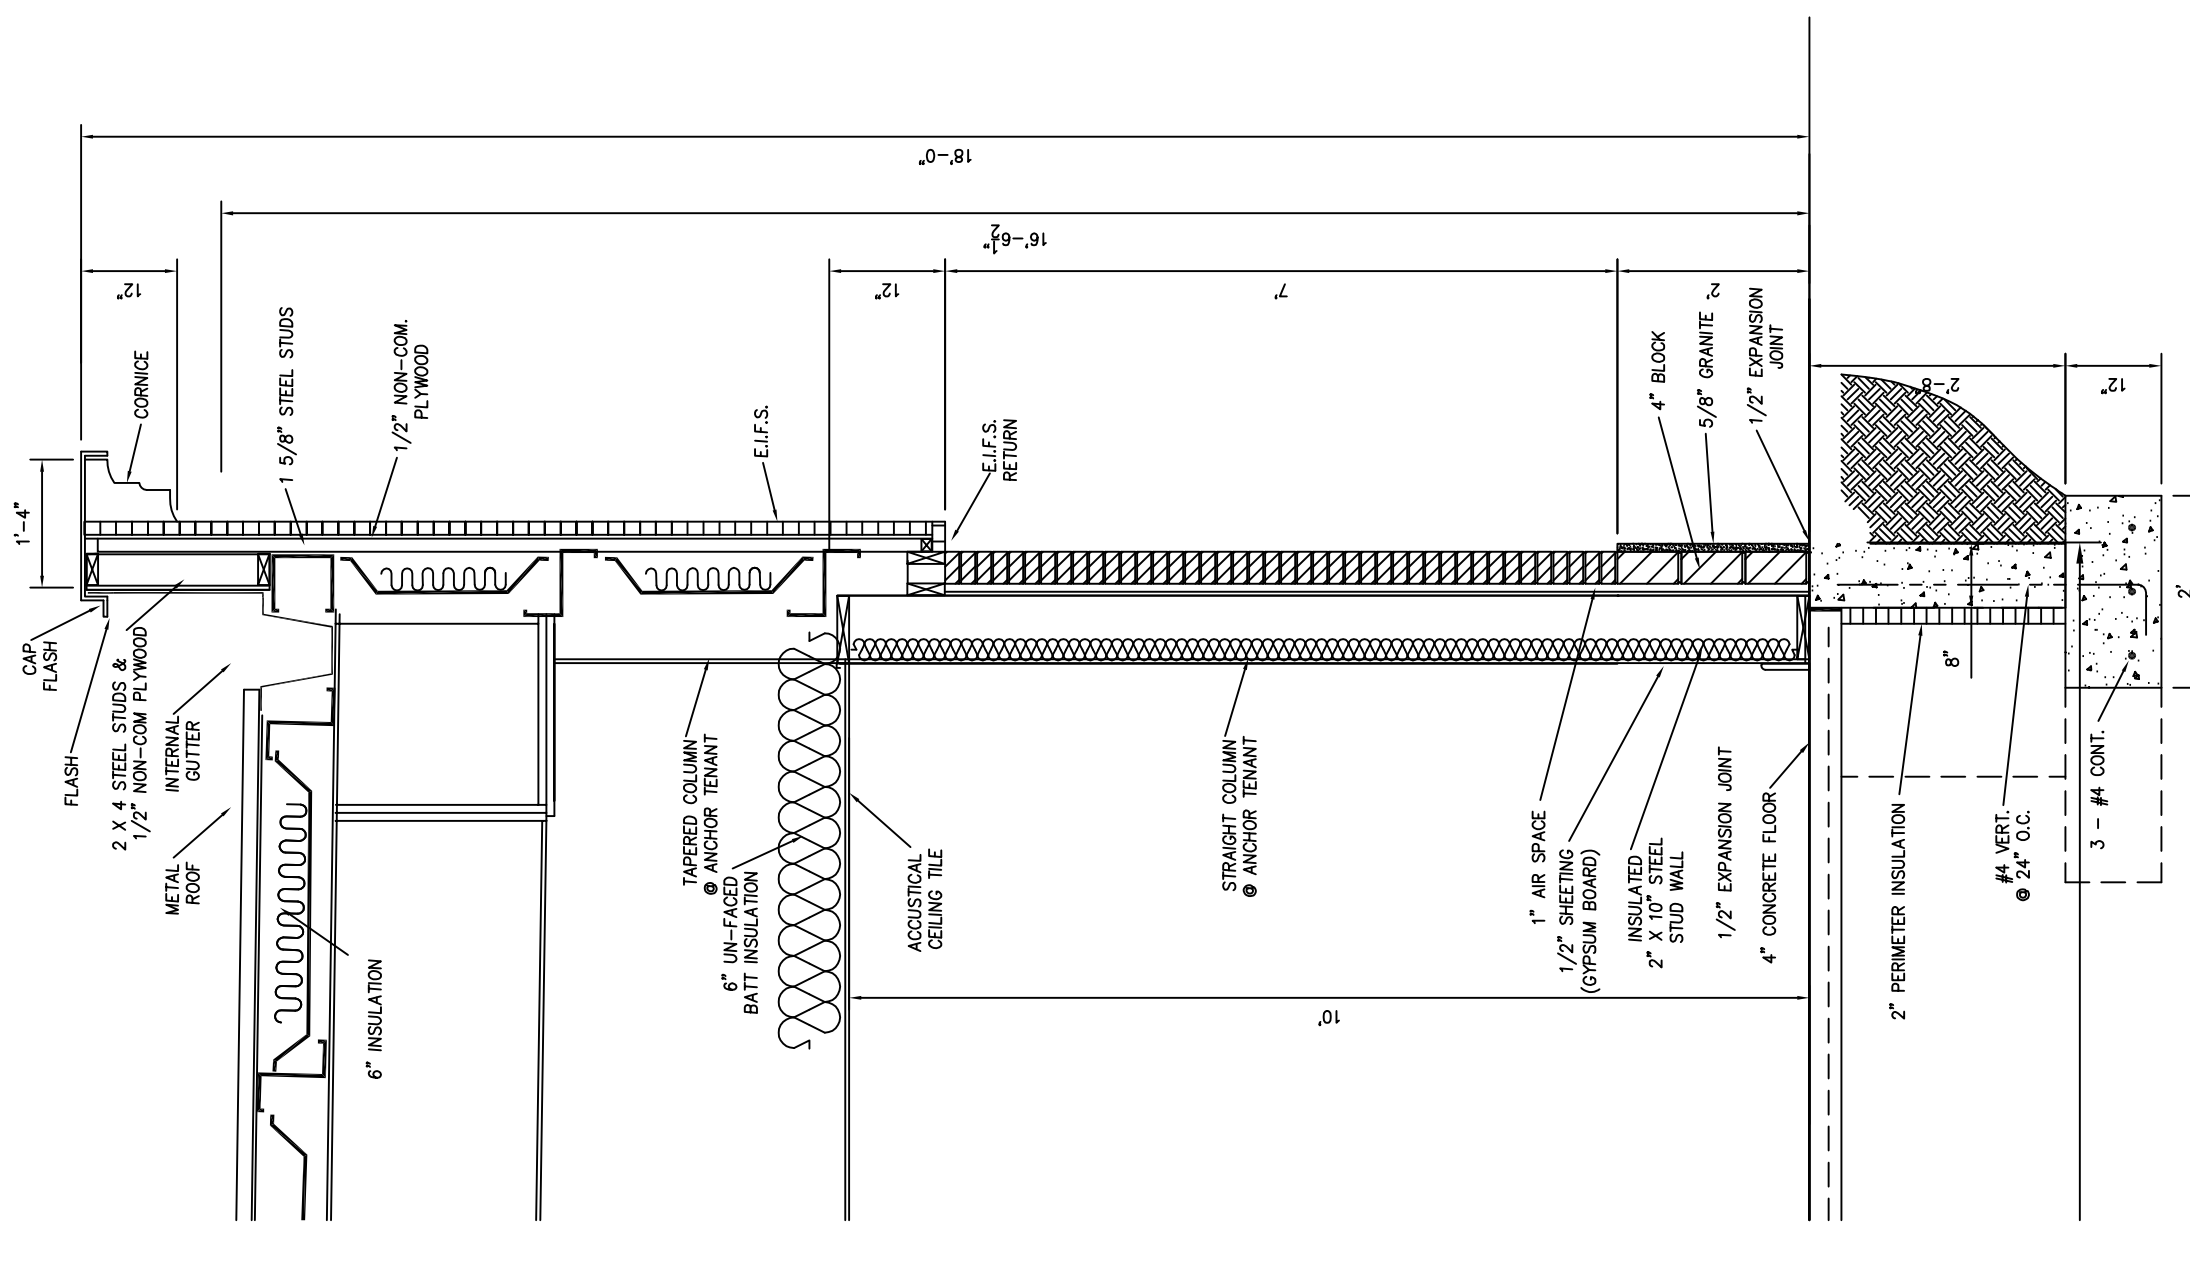 18'-0"
16'-6 1/2"
12"
12"
7'
2'
2'-8"
12"
1'-4"
CORNICE
1 5/8" STEEL STUDS
1/2" NON-COM.
PLYWOOD
E.I.F.S.
E.I.F.S.
RETURN
4" BLOCK
5/8" GRANITE
1/2" EXPANSION
JOINT
CAP
FLASH
FLASH
2 X 4 STEEL STUDS &
1/2" NON-COM PLYWOOD
INTERNAL
GUTTER
METAL
ROOF
6" INSULATION
TAPERED COLUMN
@ ANCHOR TENANT
6" UN-FACED
BATT INSULATION
ACCUSTICAL
CEILING TILE
STRAIGHT COLUMN
@ ANCHOR TENANT
10'
1" AIR SPACE
1/2" SHEETING
(GYPSUM BOARD)
INSULATED
2" X 10" STEEL
STUD WALL
1/2" EXPANSION JOINT
4" CONCRETE FLOOR
2" PERIMETER INSULATION
8"
#4 VERT.
@ 24" O.C.
3 - #4 CONT.
2'